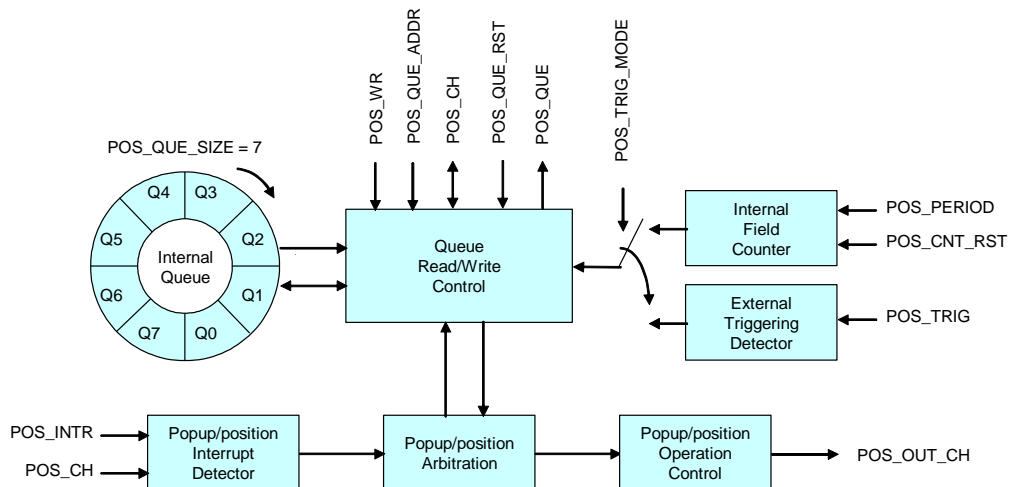 POS_WR
POS_QUE_ADDR
POS_CH
POS_QUE_RST
POS_QUE
POS_TRIG_MODE
POS_QUE_SIZE = 7
Q4
Q3
Q5
Q2
Q6
Q1
Q7
Q0
Internal
Queue
Queue
Read/Write
Control
Internal
Field
Counter
POS_PERIOD
POS_CNT_RST
External
Triggering
Detector
POS_TRIG
POS_INTR
POS_CH
Popup/position
Interrupt
Detector
Popup/position
Arbitration
Popup/position
Operation
Control
POS_OUT_CH